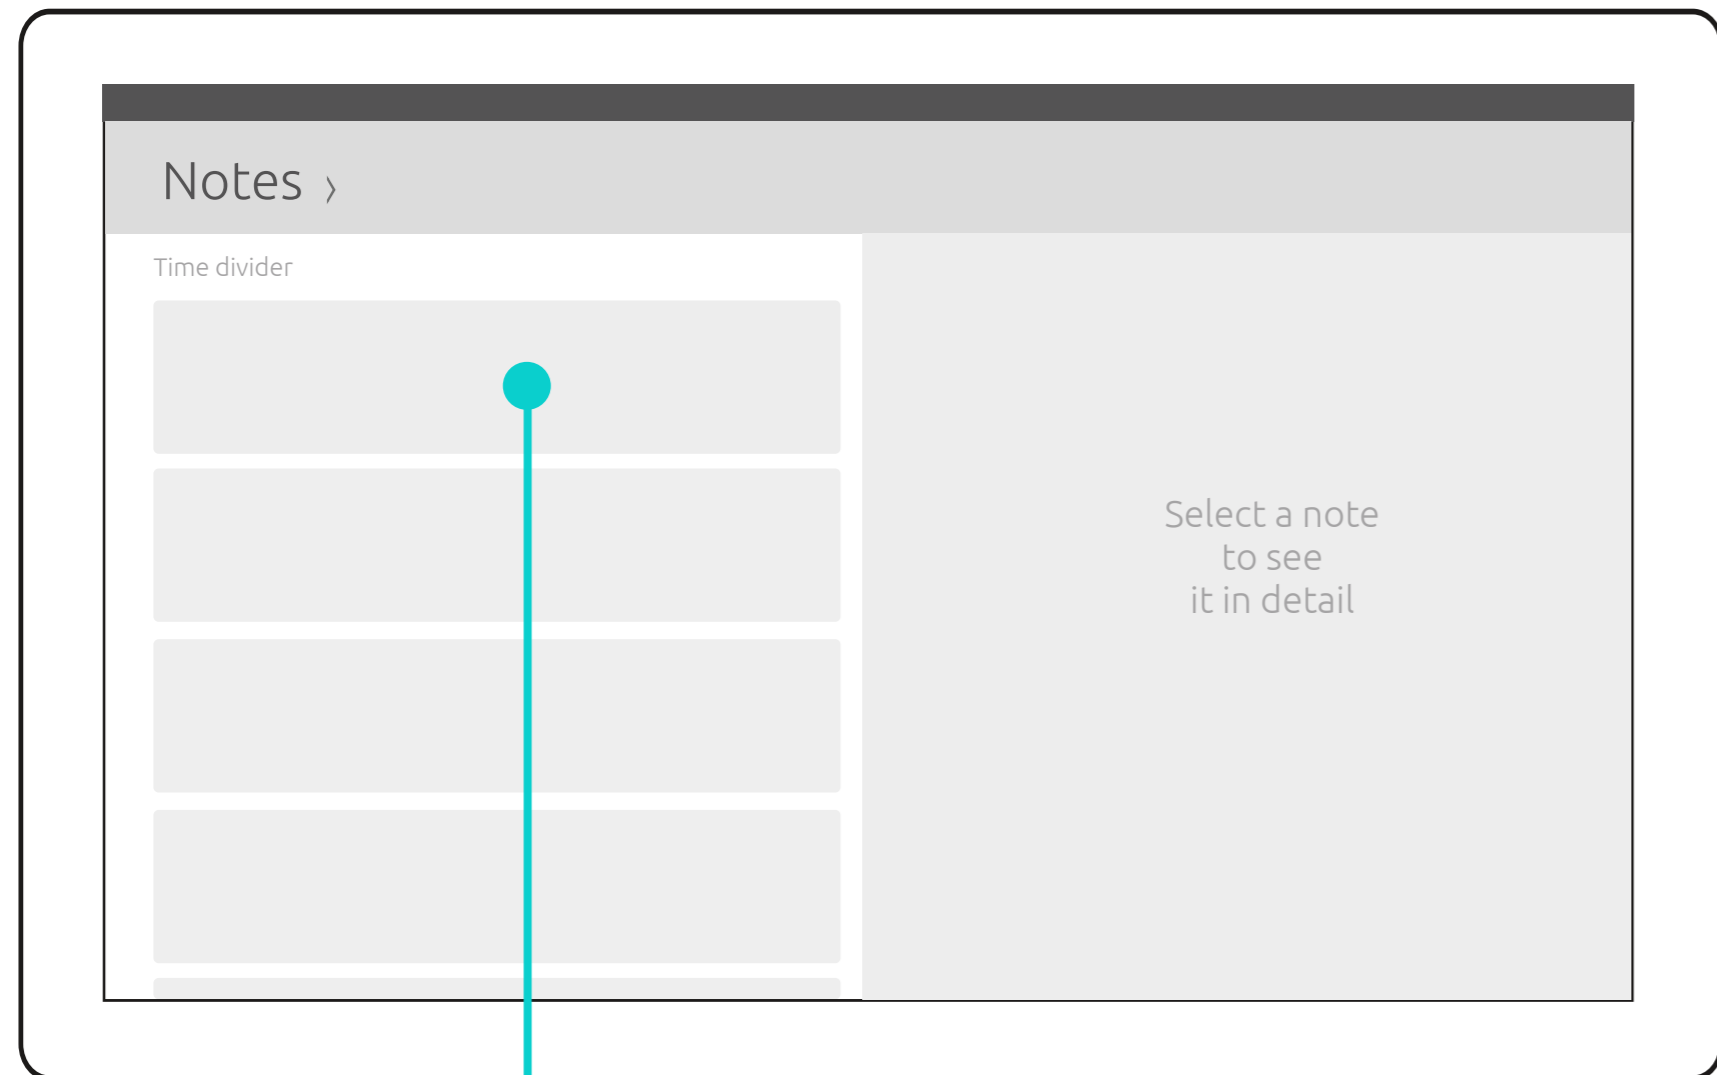 Notes ›
Time divider
Select a note
to see
it in detail